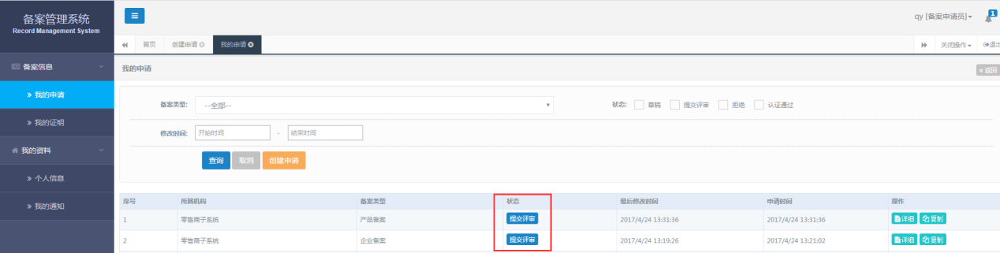 备案管理系统
Record Management System
qy [备案申请员]
1
首页 创建申请 我的申请 关闭操作 退出
备案信息
我的申请
我的证明
我的资料
个人信息
我的通知
我的申请
返回
备案类型: --全部-- 状态: 草稿 提交评审 拒绝 认证通过
修改时间: 开始时间 - 结束时间
查询 取消 创建申请
序号 所属机构 备案类型 状态 最后修改时间 申请时间 操作
1 零售商子系统 产品备案 提交评审 2017/4/24 13:31:36 2017/4/24 13:31:36 详细 复制
2 零售商子系统 企业备案 提交评审 2017/4/24 13:19:26 2017/4/24 13:21:02 详细 复制